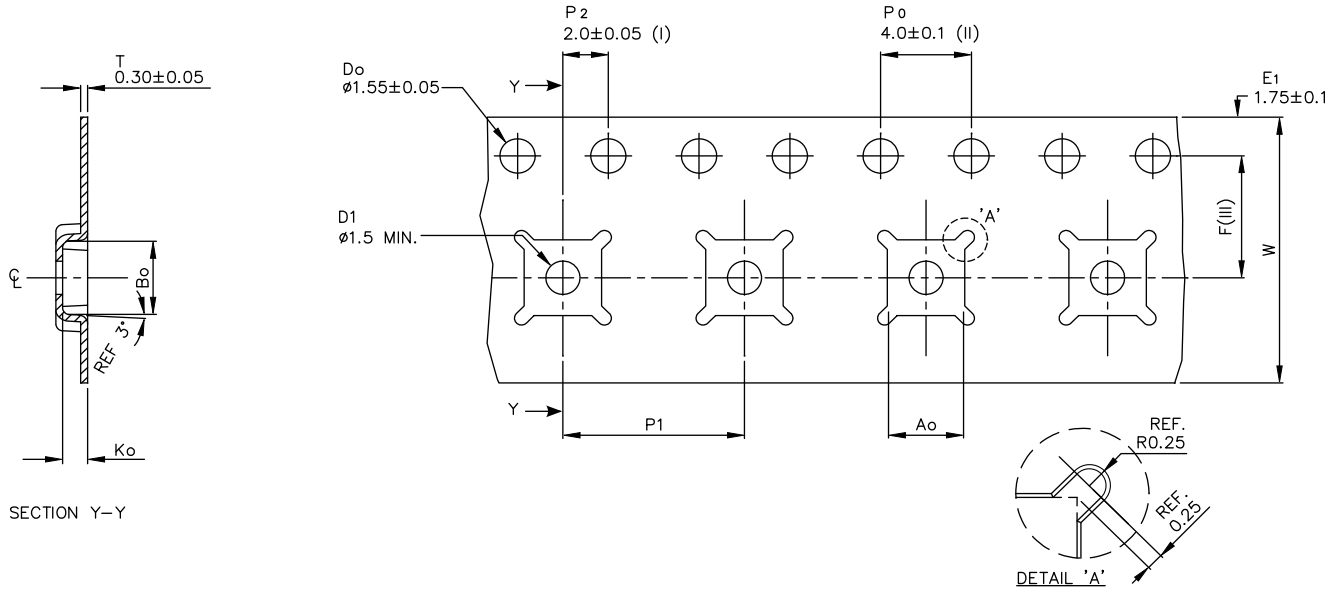 P2
2.0±0.05 (I)
Po
4.0±0.1 (II)
T
0.30±0.05
Do
ø1.55±0.05
Y
E1
1.75±0.1
D1
ø1.5 MIN.
'A'
F(III)
W
℄
Bo
REF 3°
Y
P1
Ao
Ko
REF.
R0.25
REF.
0.25
SECTION Y-Y
DETAIL 'A'